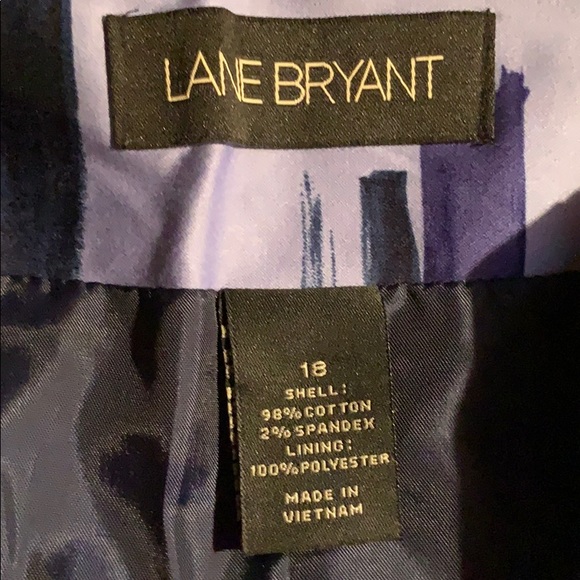 LANE BRYANT
18
SHELL:
98% COTTON
2% SPANDEX
LINING:
100% POLYESTER
MADE IN
VIETNAM